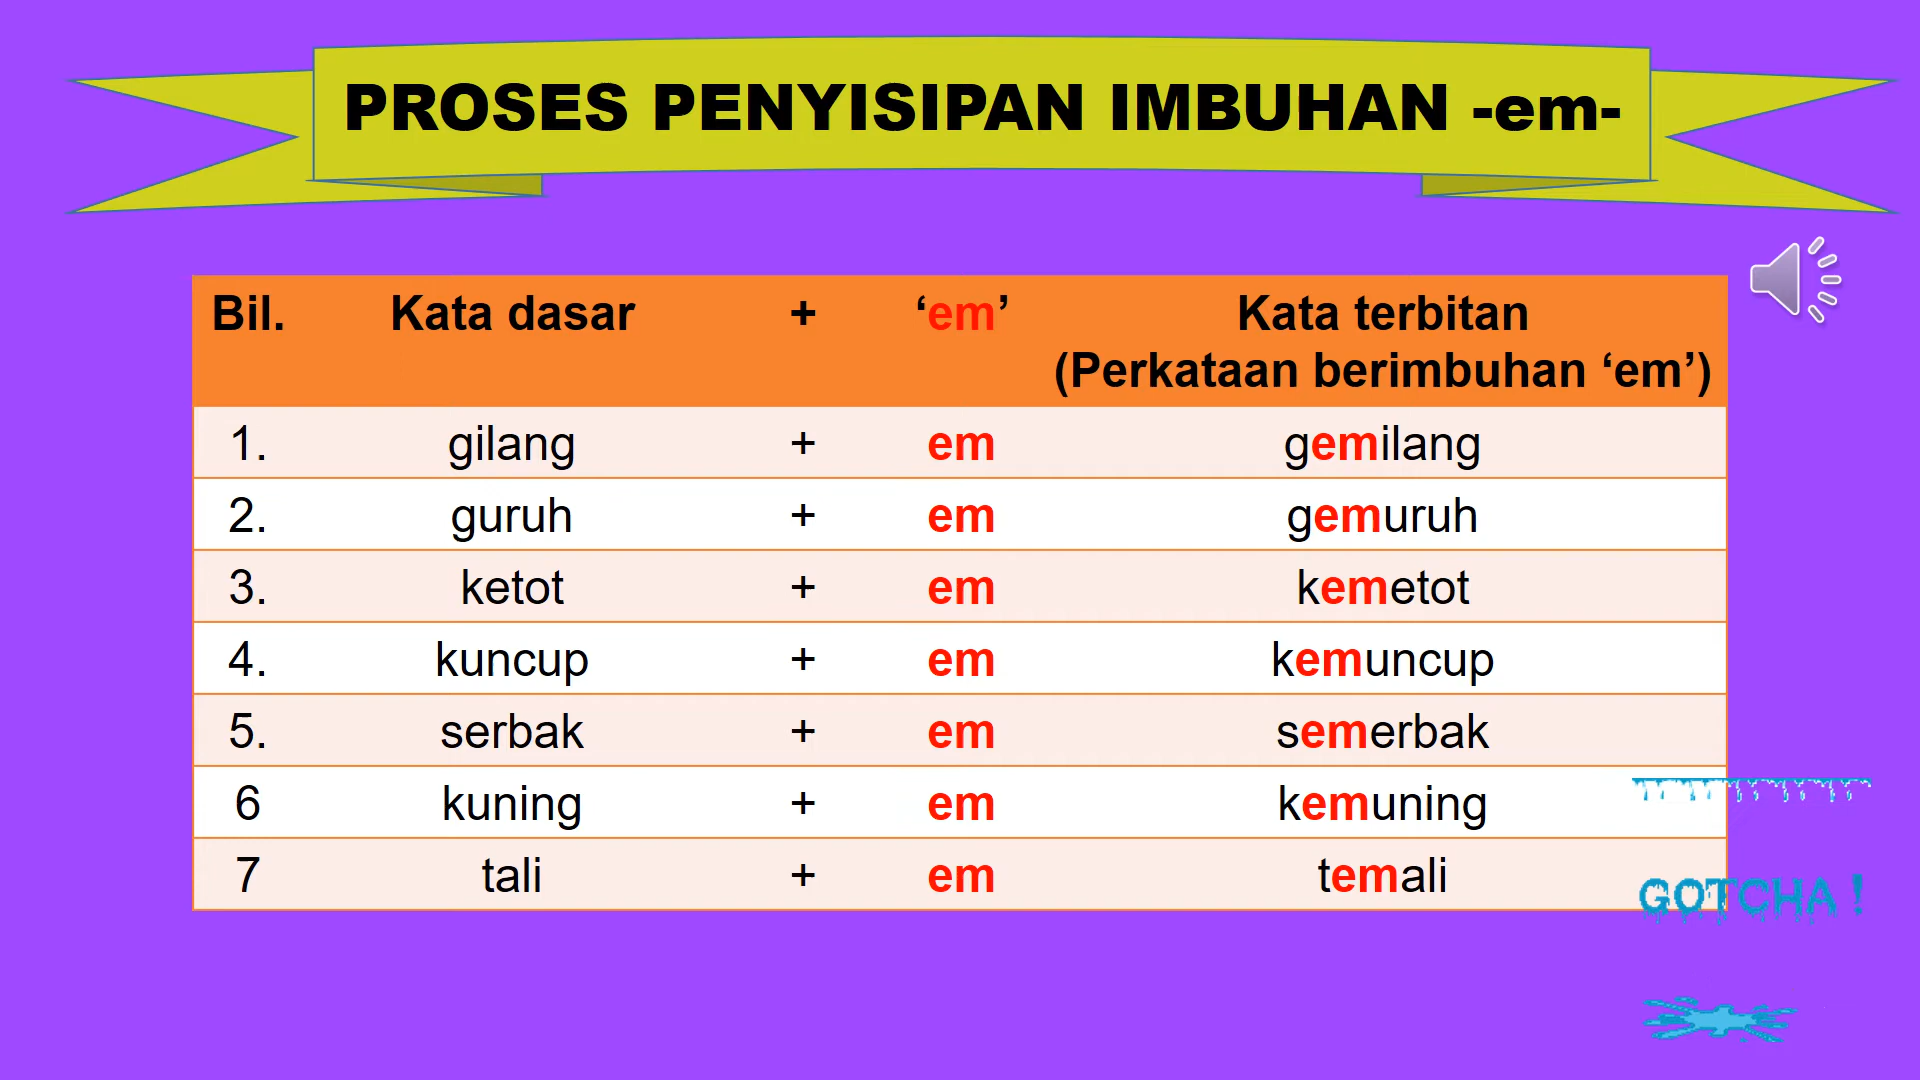 PROSES PENYISIPAN IMBUHAN -em-
Bil. Kata dasar + ‘em’ Kata terbitan
(Perkataan berimbuhan ‘em’)
1. gilang + em gemilang
2. guruh + em gemuruh
3. ketot + em kemetot
4. kuncup + em kemuncup
5. serbak + em semerbak
6 kuning + em kemuning
7 tali + em temali
GOTCHA !